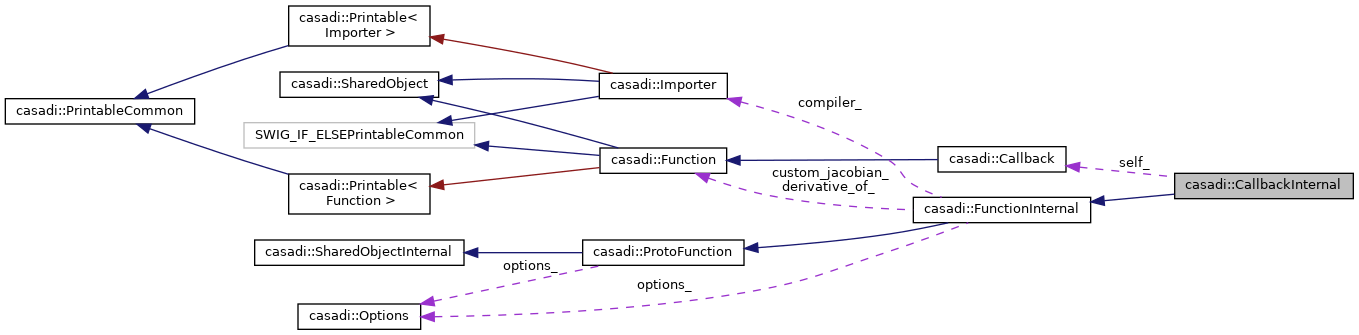 casadi::Printable<
Importer >
casadi::SharedObject
casadi::Importer
casadi::PrintableCommon
compiler_
SWIG_IF_ELSEPrintableCommon
casadi::Function
casadi::Callback
self_
custom_jacobian_
derivative_of_
casadi::CallbackInternal
casadi::Printable<
Function >
casadi::FunctionInternal
casadi::SharedObjectInternal
casadi::ProtoFunction
options_
options_
casadi::Options